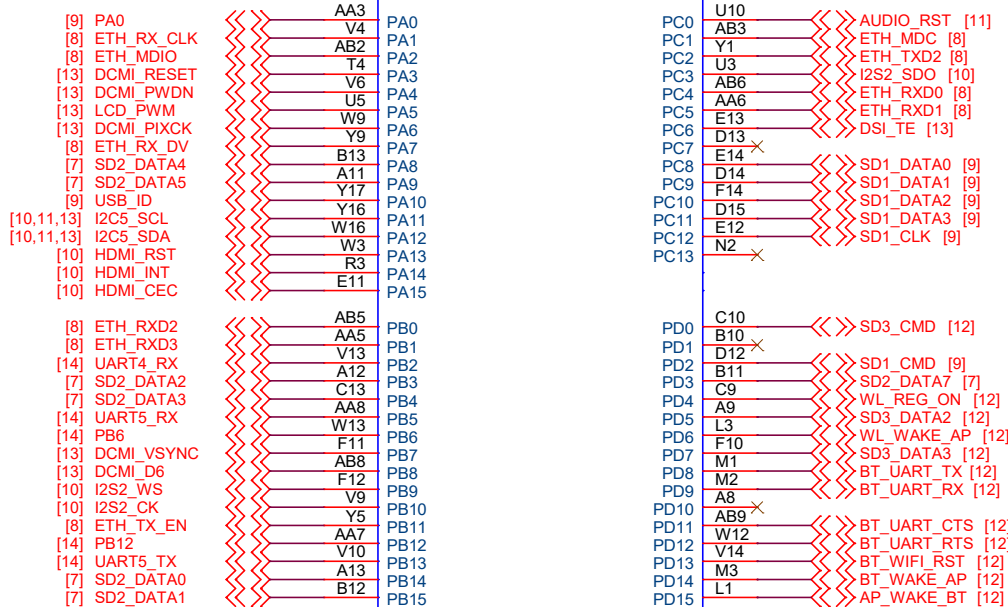 [9] PA0 AA3 PA0
[8] ETH_RX_CLK V4 PA1
[8] ETH_MDIO AB2 PA2
[13] DCMI_RESET T4 PA3
[13] DCMI_PWDN V6 PA4
[13] LCD_PWM U5 PA5
[13] DCMI_PIXCK W9 PA6
[8] ETH_RX_DV Y9 PA7
[7] SD2_DATA4 B13 PA8
[7] SD2_DATA5 A11 PA9
[9] USB_ID Y17 PA10
[10,11,13] I2C5_SCL Y16 PA11
[10,11,13] I2C5_SDA W16 PA12
[10] HDMI_RST W3 PA13
[10] HDMI_INT R3 PA14
[10] HDMI_CEC E11 PA15
[8] ETH_RXD2 AB5 PB0
[8] ETH_RXD3 AA5 PB1
[14] UART4_RX V13 PB2
[7] SD2_DATA2 A12 PB3
[7] SD2_DATA3 C13 PB4
[14] UART5_RX AA8 PB5
[14] PB6 W13 PB6
[13] DCMI_VSYNC F11 PB7
[13] DCMI_D6 AB8 PB8
[10] I2S2_WS F12 PB9
[10] I2S2_CK V9 PB10
[8] ETH_TX_EN Y5 PB11
[14] PB12 AA7 PB12
[14] UART5_TX V10 PB13
[7] SD2_DATA0 A13 PB14
[7] SD2_DATA1 B12 PB15
PC0 U10 AUDIO_RST [11]
PC1 AB3 ETH_MDC [8]
PC2 Y1 ETH_TXD2 [8]
PC3 U3 I2S2_SDO [10]
PC4 AB6 ETH_RXD0 [8]
PC5 AA6 ETH_RXD1 [8]
PC6 E13 DSI_TE [13]
PC7 D13
PC8 E14 SD1_DATA0 [9]
PC9 D14 SD1_DATA1 [9]
PC10 F14 SD1_DATA2 [9]
PC11 D15 SD1_DATA3 [9]
PC12 E12 SD1_CLK [9]
PC13 N2
PD0 C10 SD3_CMD [12]
PD1 B10
PD2 D12 SD1_CMD [9]
PD3 B11 SD2_DATA7 [7]
PD4 C9 WL_REG_ON [12]
PD5 A9 SD3_DATA2 [12]
PD6 L3 WL_WAKE_AP [12]
PD7 F10 SD3_DATA3 [12]
PD8 M1 BT_UART_TX [12]
PD9 M2 BT_UART_RX [12]
PD10 A8
PD11 AB9 BT_UART_CTS [12]
PD12 W12 BT_UART_RTS [12]
PD13 V14 BT_WIFI_RST [12]
PD14 M3 BT_WAKE_AP [12]
PD15 L1 AP_WAKE_BT [12]